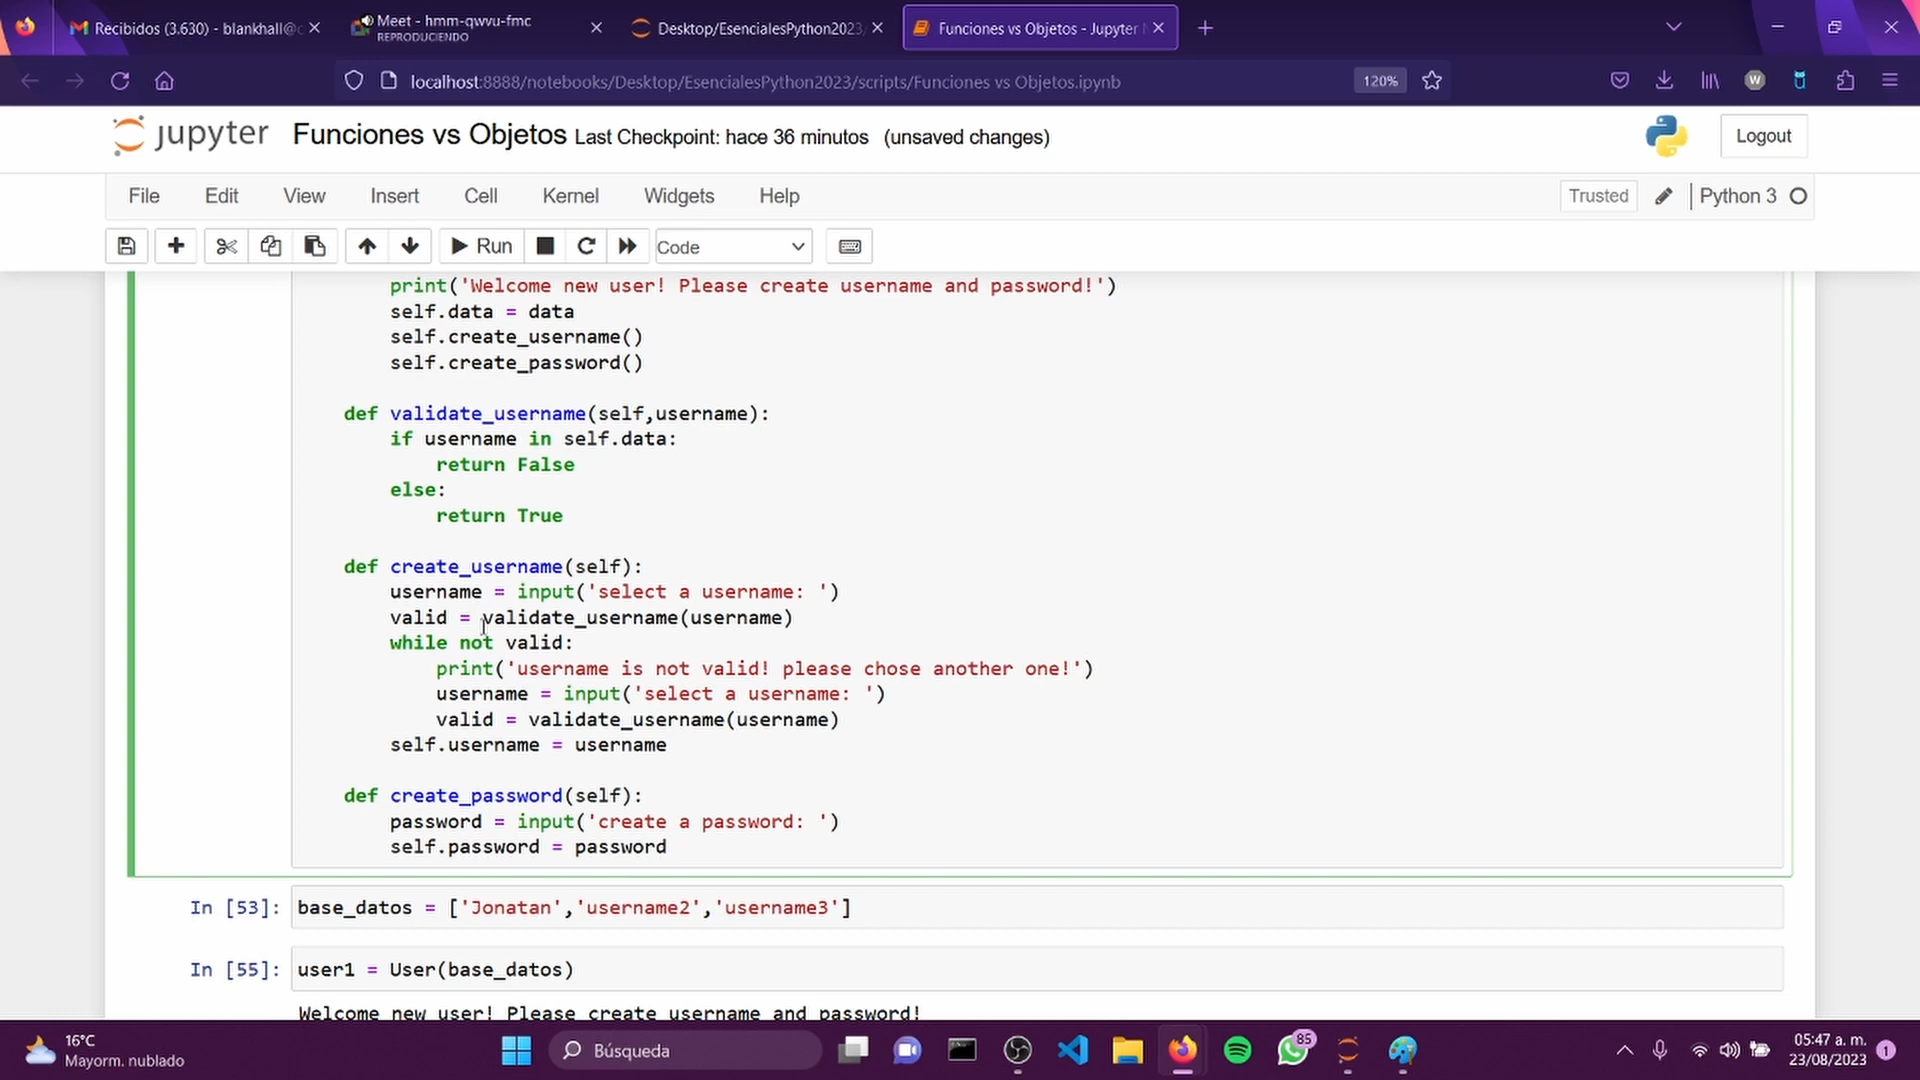 Recibidos (3.630) - blankhall@c
Meet - hmm-qwvu-fmc
REPRODUCIENDO
Desktop/EsencialesPython2023/
Funciones vs Objetos - Jupyter N
localhost:8888/notebooks/Desktop/EsencialesPython2023/scripts/Funciones vs Objetos.ipynb
120%
W
jupyter
Funciones vs Objetos Last Checkpoint: hace 36 minutos (unsaved changes)
Logout
File Edit View Insert Cell Kernel Widgets Help
Trusted
Python 3
Run
Code
print('Welcome new user! Please create username and password!')
self.data = data
self.create_username()
self.create_password()
def validate_username(self,username):
if username in self.data:
return False
else:
return True
def create_username(self):
username = input('select a username: ')
valid = validate_username(username)
while not valid:
print('username is not valid! please chose another one!')
username = input('select a username: ')
valid = validate_username(username)
self.username = username
def create_password(self):
password = input('create a password: ')
self.password = password
In [53]: base_datos = ['Jonatan','username2','username3']
In [55]: user1 = User(base_datos)
Welcome new user! Please create username and password!
16°C
Mayorm. nublado
Búsqueda
85
05:47 a. m.
23/08/2023
1